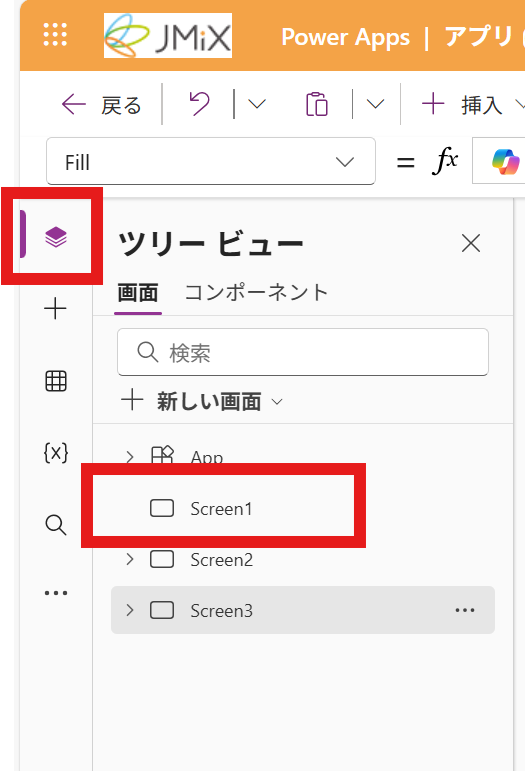 JMiX Power Apps | アプリ
戻る 挿入
Fill = fx
ツリー ビュー
画面 コンポーネント
検索
新しい画面
App
{x}
Screen1
Screen2
Screen3